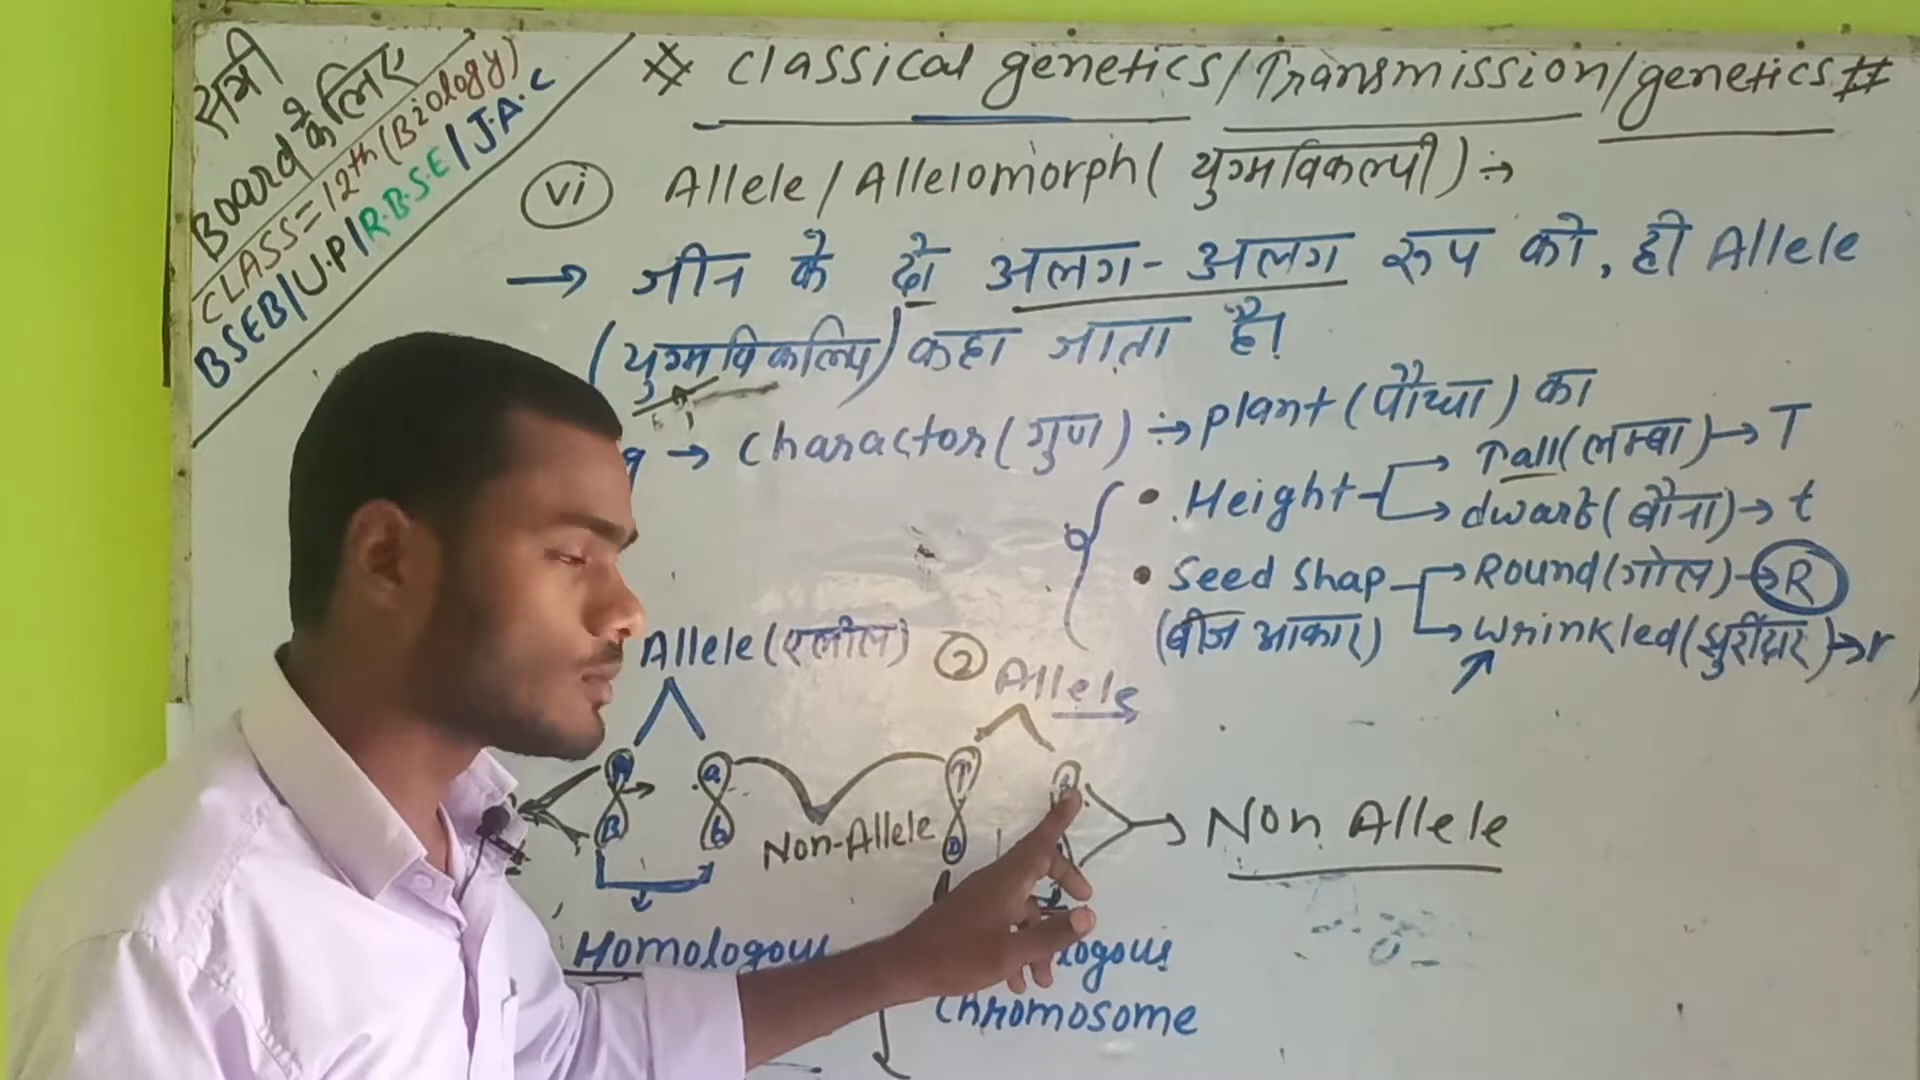 सभी
Board के लिए
CLASS=12th (Biology)
BSEB/U.P/R.B.S.E/J.A.C
# Classical genetics/Transmission/genetics #
vi Allele/Allelomorph(युग्मविकल्पी) ÷
→ जीन के दो अलग-अलग रूप को, ही Allele
(युग्मविकल्पि) कहा जाता है।
→ Charactor(गुण) ÷→ plant(पौधा) का
• Height → Tall(लम्बा) → T
→ dwarf(बौना) → t
• Seed Shap → Round(गोल) → R
(बीज आकार) → Wrinkled(झुर्रीदार) → r
Allele(एलील) ② Allele
a T
B b Non-Allele → Non Allele
Homologous logous
Chromosome